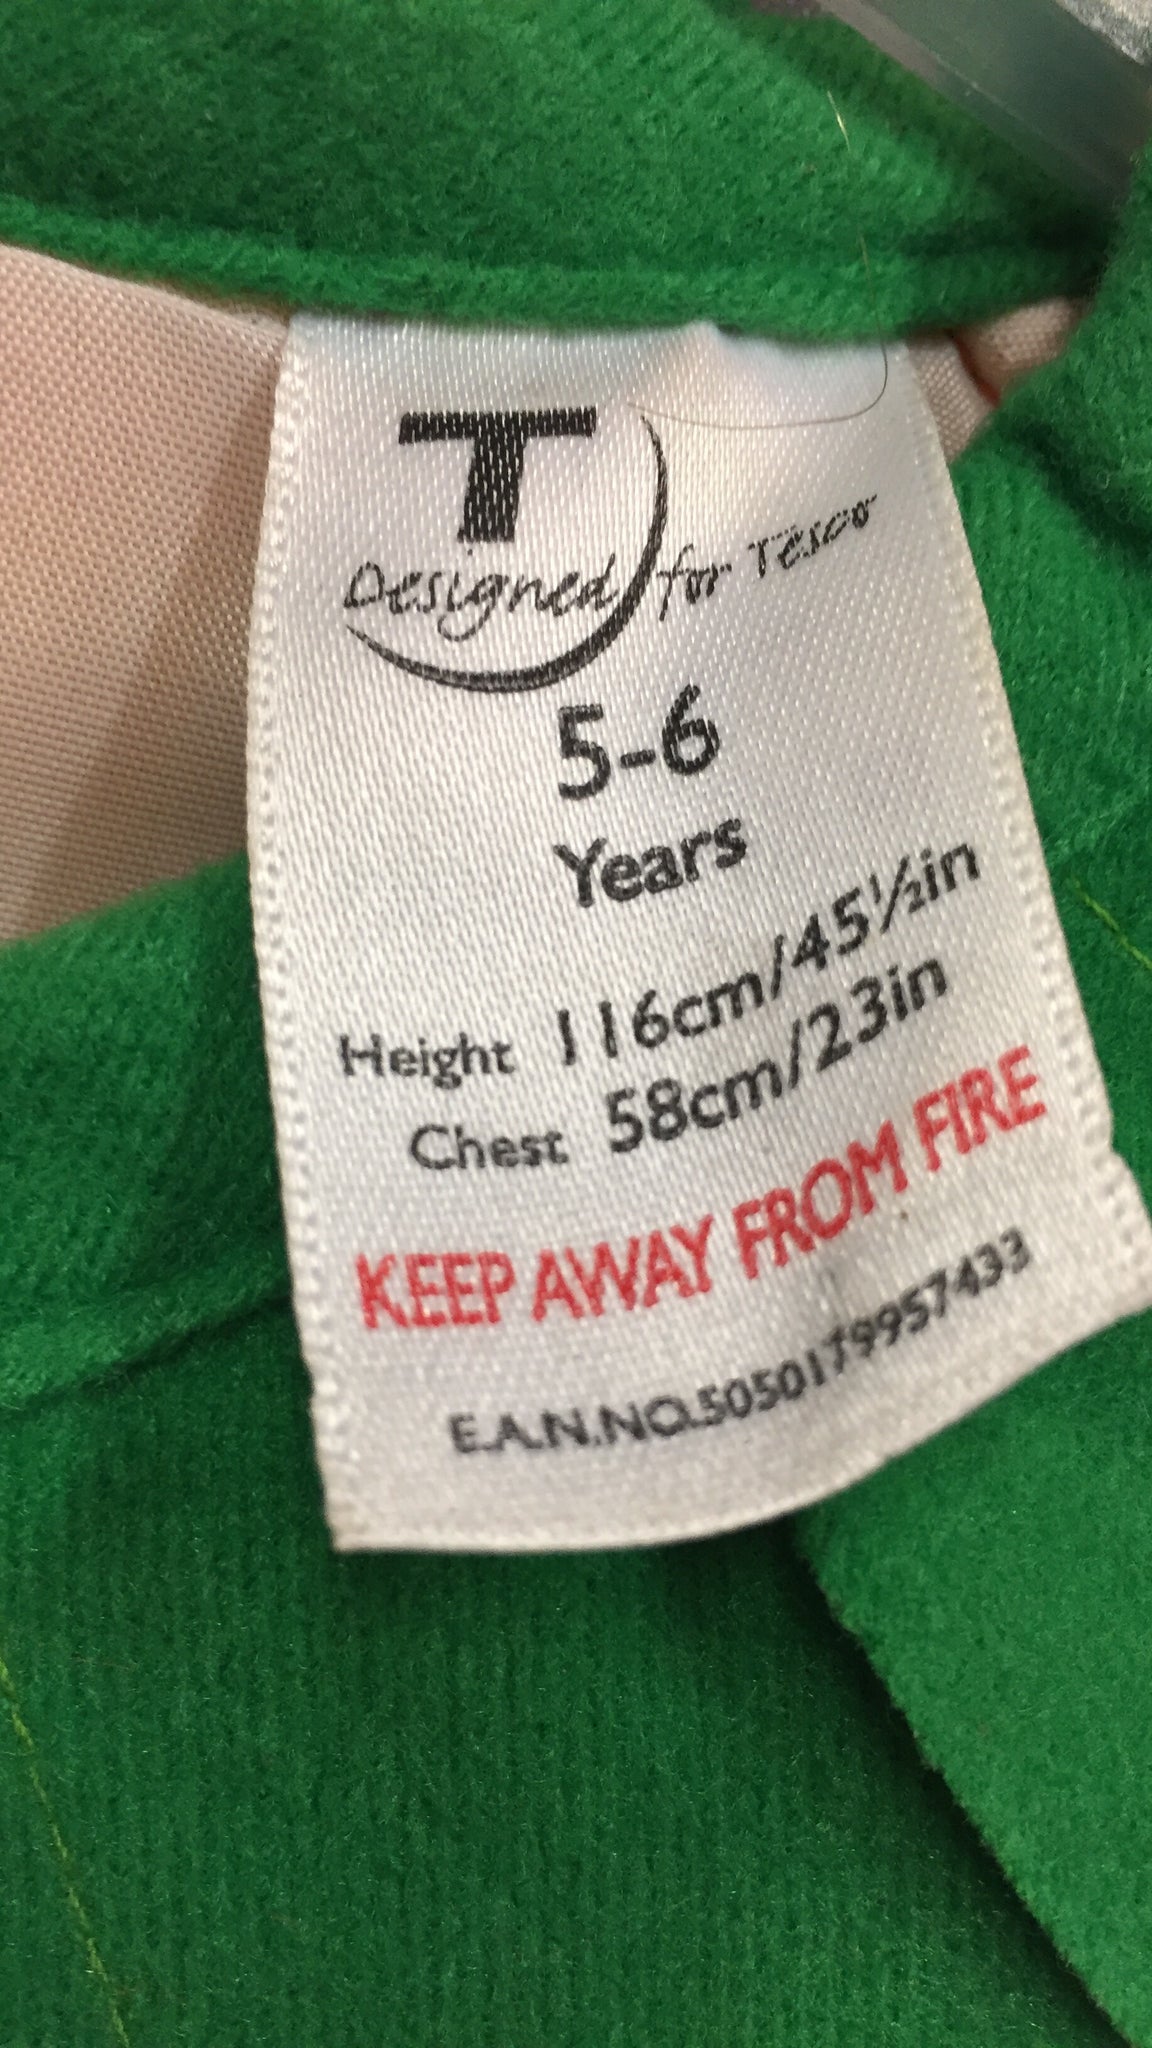 T
Designed for Tesco
5-6
Years
Height 116cm/45½in
Chest 58cm/23in
KEEP AWAY FROM FIRE
E.A.N.NO.5050179957433